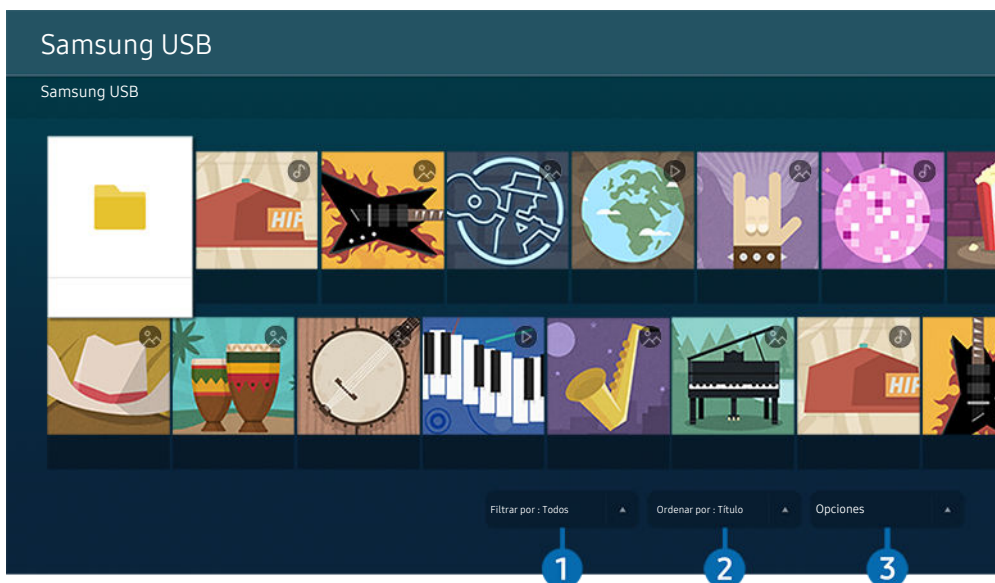 Samsung USB
Samsung USB
HIP
HIP
Filtrar por : Todos
Ordenar por : Título
Opciones
1
2
3